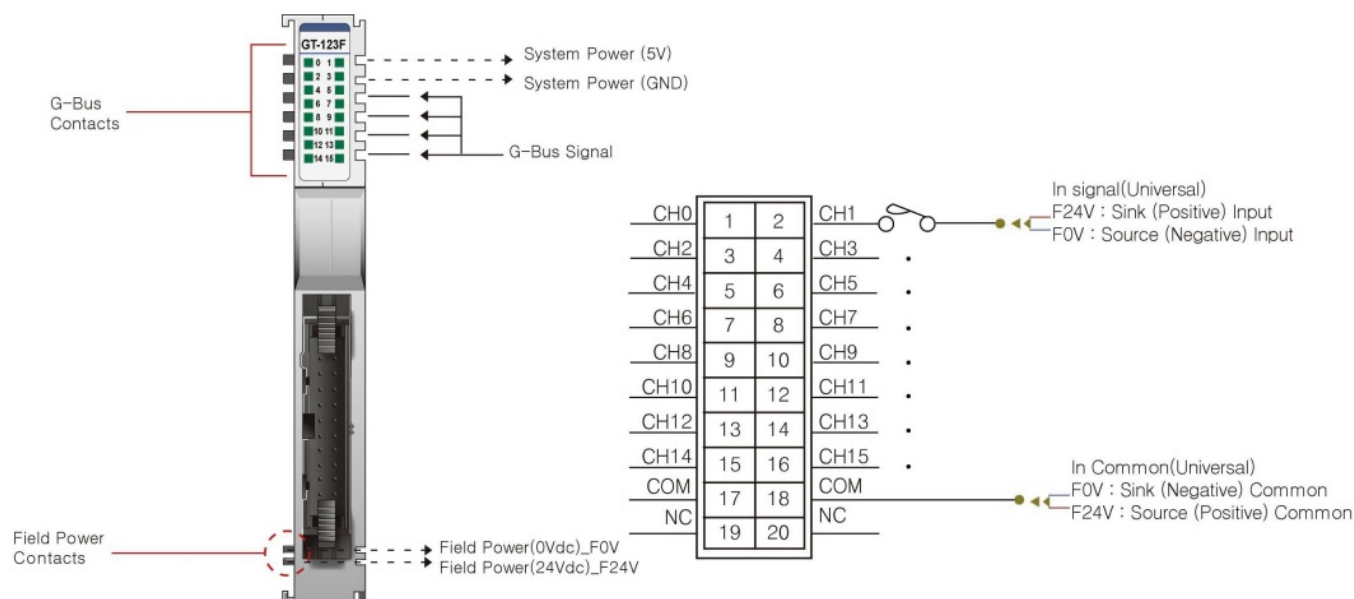 GT-123F
0 1
2 3
4 5
6 7
8 9
10 11
12 13
14 15
G-Bus
Contacts
System Power (5V)
System Power (GND)
G-Bus Signal
Field Power
Contacts
Field Power(0Vdc)_F0V
Field Power(24Vdc)_F24V
CH0 1 2 CH1
CH2 3 4 CH3
CH4 5 6 CH5
CH6 7 8 CH7
CH8 9 10 CH9
CH10 11 12 CH11
CH12 13 14 CH13
CH14 15 16 CH15
COM 17 18 COM
NC 19 20 NC
In signal(Universal)
F24V : Sink (Positive) Input
F0V : Source (Negative) Input
In Common(Universal)
F0V : Sink (Negative) Common
F24V : Source (Positive) Common